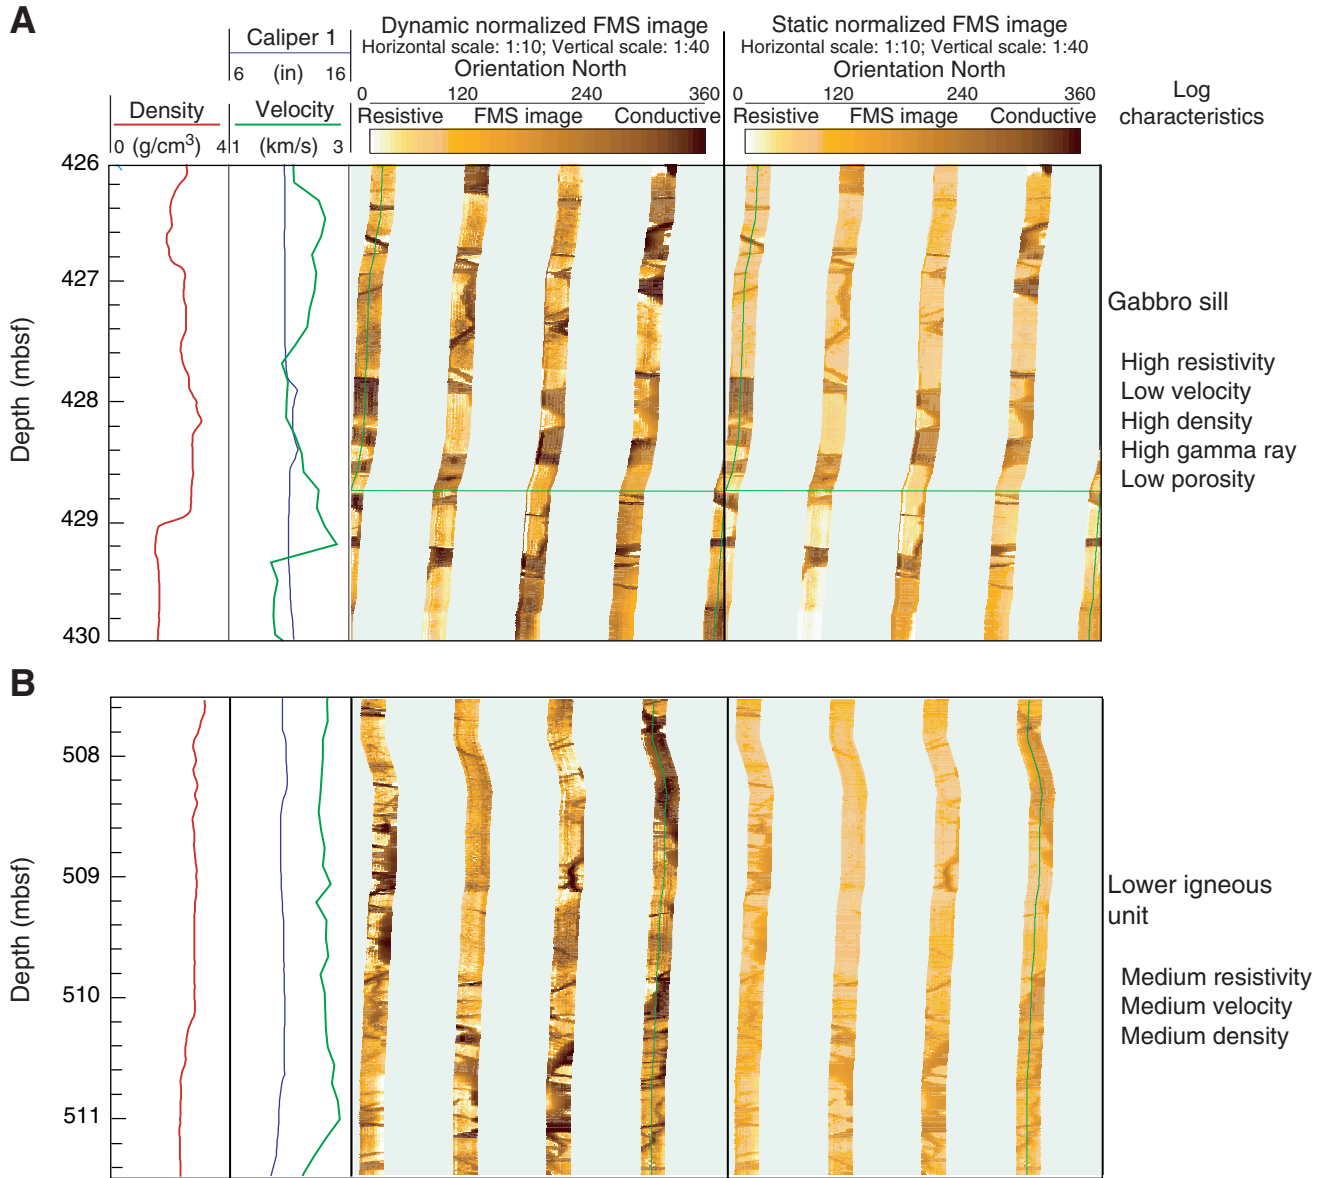 A
Caliper 1
6 (in) 16
Dynamic normalized FMS image
Horizontal scale: 1:10; Vertical scale: 1:40
Orientation North
Static normalized FMS image
Horizontal scale: 1:10; Vertical scale: 1:40
Orientation North
Log
characteristics
Density
0 (g/cm3) 4
Velocity
1 (km/s) 3
0 120 240 360
Resistive FMS image Conductive
0 120 240 360
Resistive FMS image Conductive
Depth (mbsf)
426
427
428
429
430
Gabbro sill
High resistivity
Low velocity
High density
High gamma ray
Low porosity
B
Depth (mbsf)
508
509
510
511
Lower igneous
unit
Medium resistivity
Medium velocity
Medium density